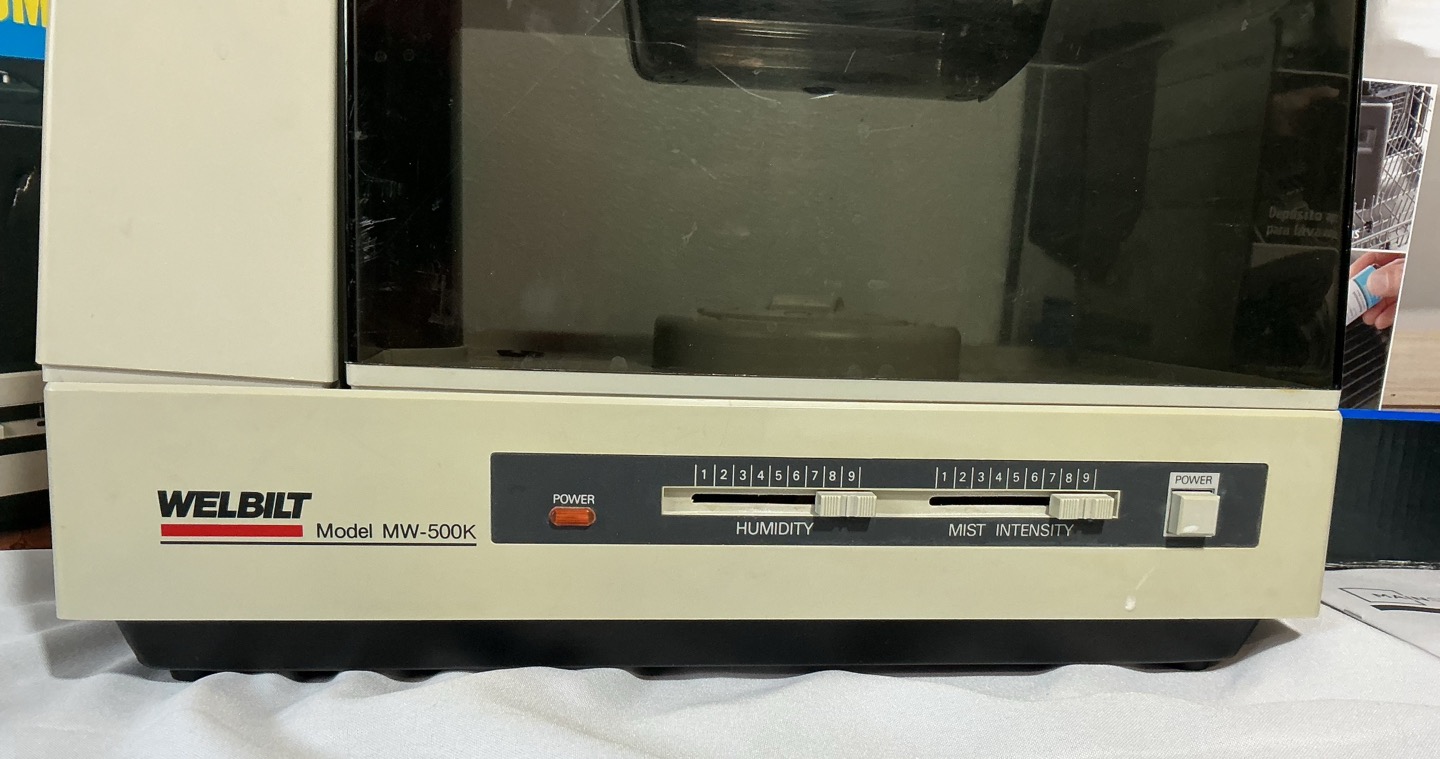 Depósito
para lavava
WELBILT
Model MW-500K
POWER
1 2 3 4 5 6 7 8 9
HUMIDITY
1 2 3 4 5 6 7 8 9
MIST INTENSITY
POWER